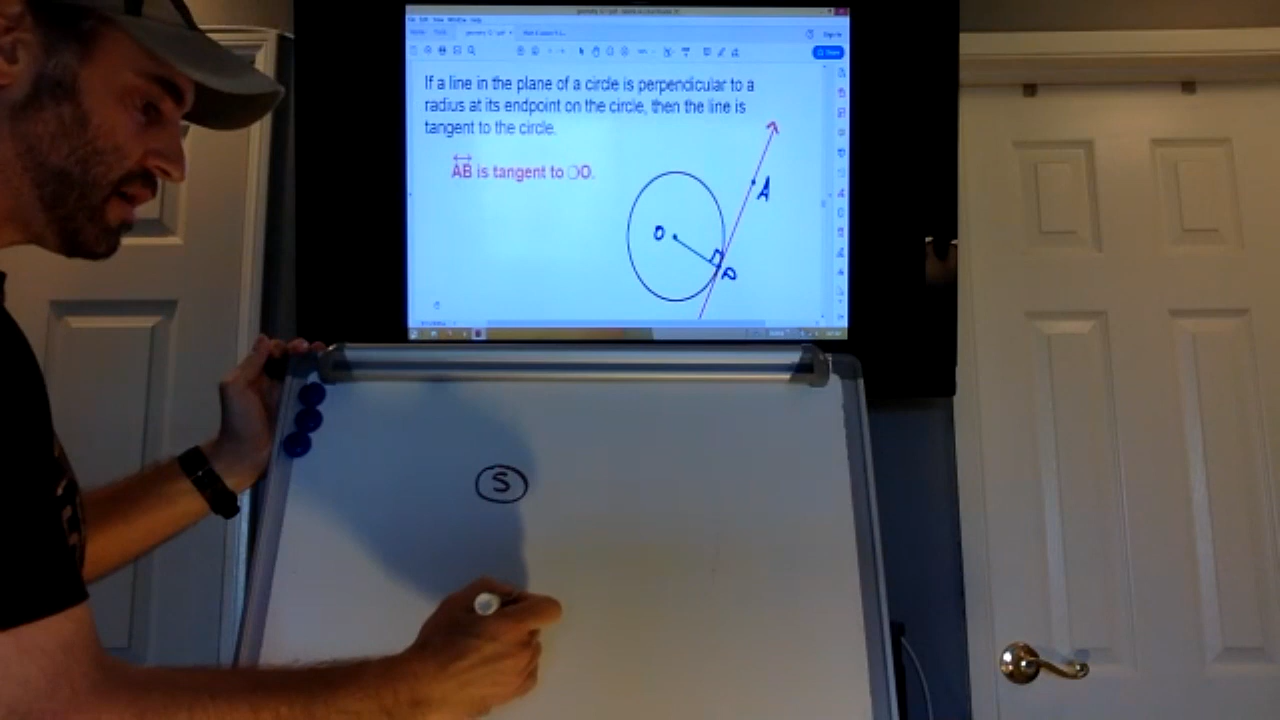 If a line in the plane of a circle is perpendicular to a
radius at its endpoint on the circle, then the line is
tangent to the circle.
AB is tangent to ○O.
A
O
P
S